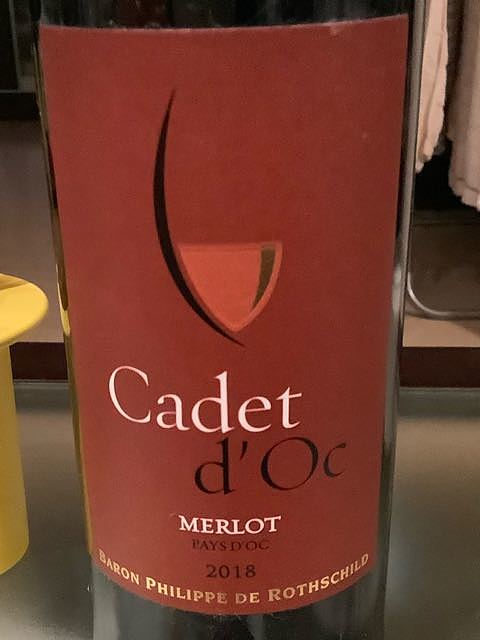 Cadet
d'Oc
MERLOT
PAYS D'OC
2018
BARON PHILIPPE DE ROTHSCHILD